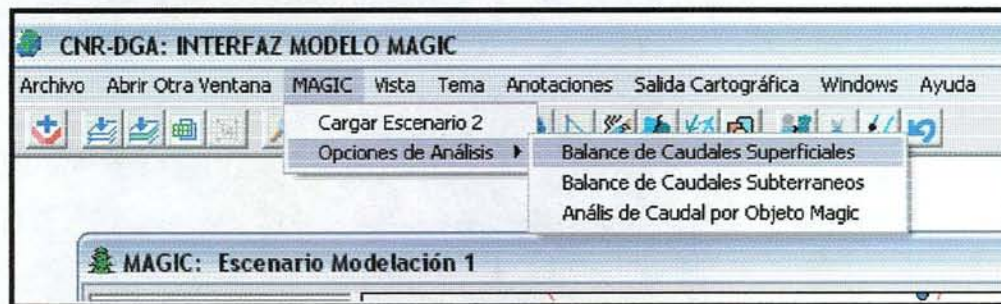 CNR-DGA: INTERFAZ MODELO MAGIC
Archivo Abrir Otra Ventana MAGIC Vista Tema Anotaciones Salida Cartográfica Windows Ayuda
Cargar Escenario 2
Opciones de Análisis
Balance de Caudales Superficiales
Balance de Caudales Subterraneos
Anális de Caudal por Objeto Magic
MAGIC: Escenario Modelación 1